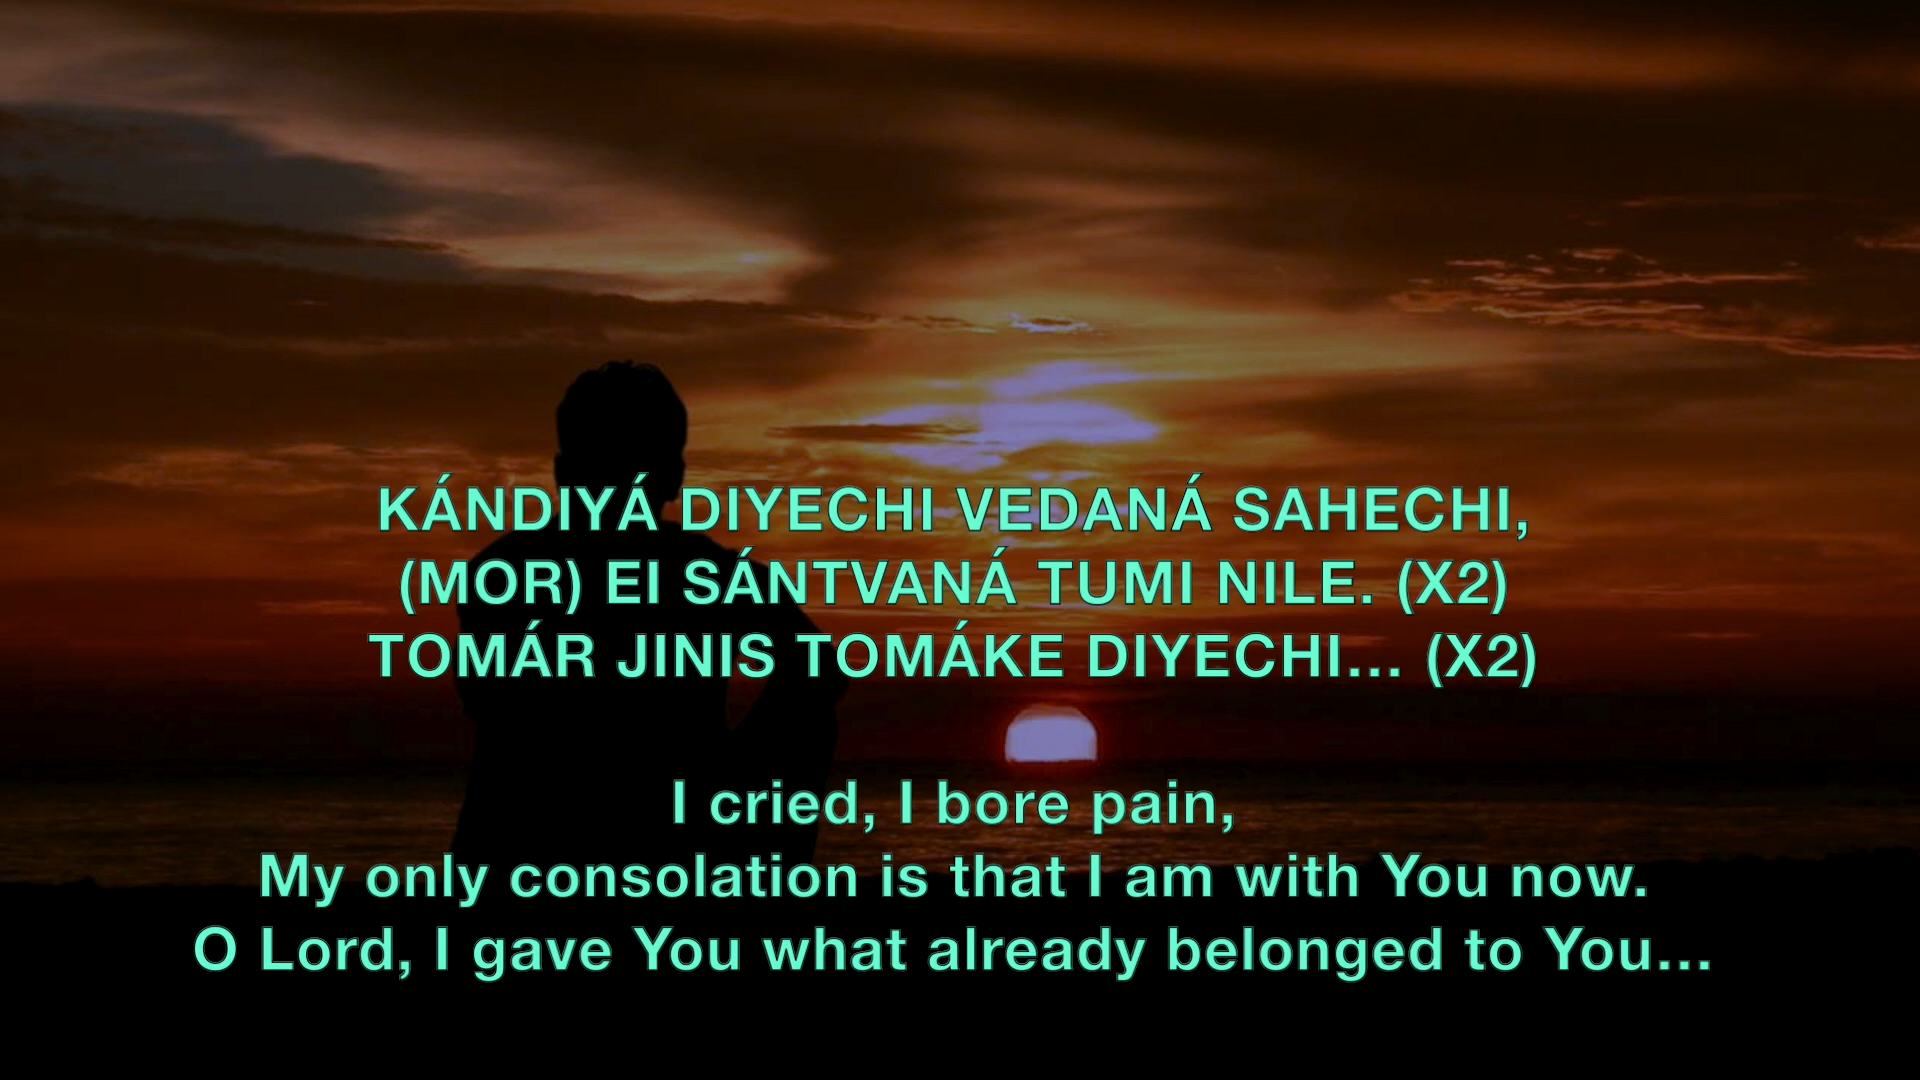 KÁNDIYÁ DIYECHI VEDANÁ SAHECHI,
(MOR) EI SÁNTVANÁ TUMI NILE. (X2)
TOMÁR JINIS TOMÁKE DIYECHI... (X2)
I cried, I bore pain,
My only consolation is that I am with You now.
O Lord, I gave You what already belonged to You...